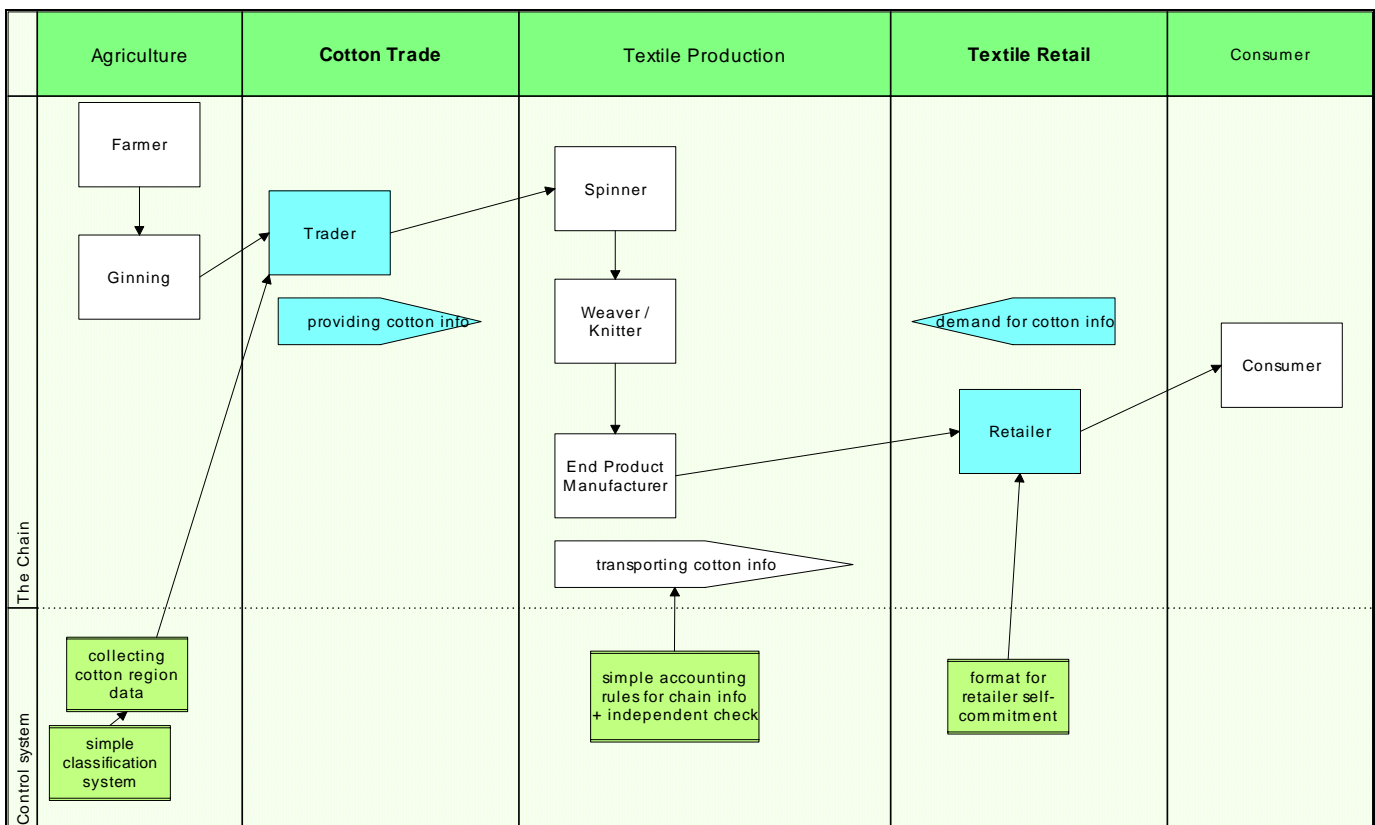 Agriculture
Cotton Trade
Textile Production
Textile Retail
Consumer
The Chain
Farmer
Ginning
Trader
providing cotton info
Spinner
Weaver /
Knitter
End Product
Manufacturer
transporting cotton info
demand for cotton info
Retailer
Consumer
Control system
collecting
cotton region
data
simple
classification
system
simple accounting
rules for chain info
+ independent check
format for
retailer self-
commitment